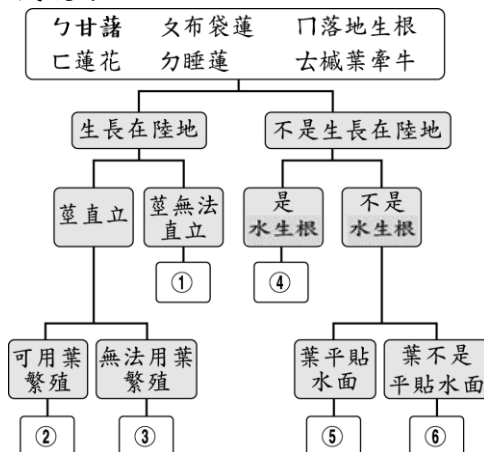 ㄅ甘藷 ㄆ布袋蓮 ㄇ落地生根
ㄈ蓮花 ㄉ睡蓮 ㄊ槭葉牽牛
生長在陸地 不是生長在陸地
莖直立
莖無法
直立
是
水生根
不是
水生根
① ④
可用葉
繁殖
無法用葉
繁殖
葉平貼
水面
葉不是
平貼水面
② ③ ⑤ ⑥